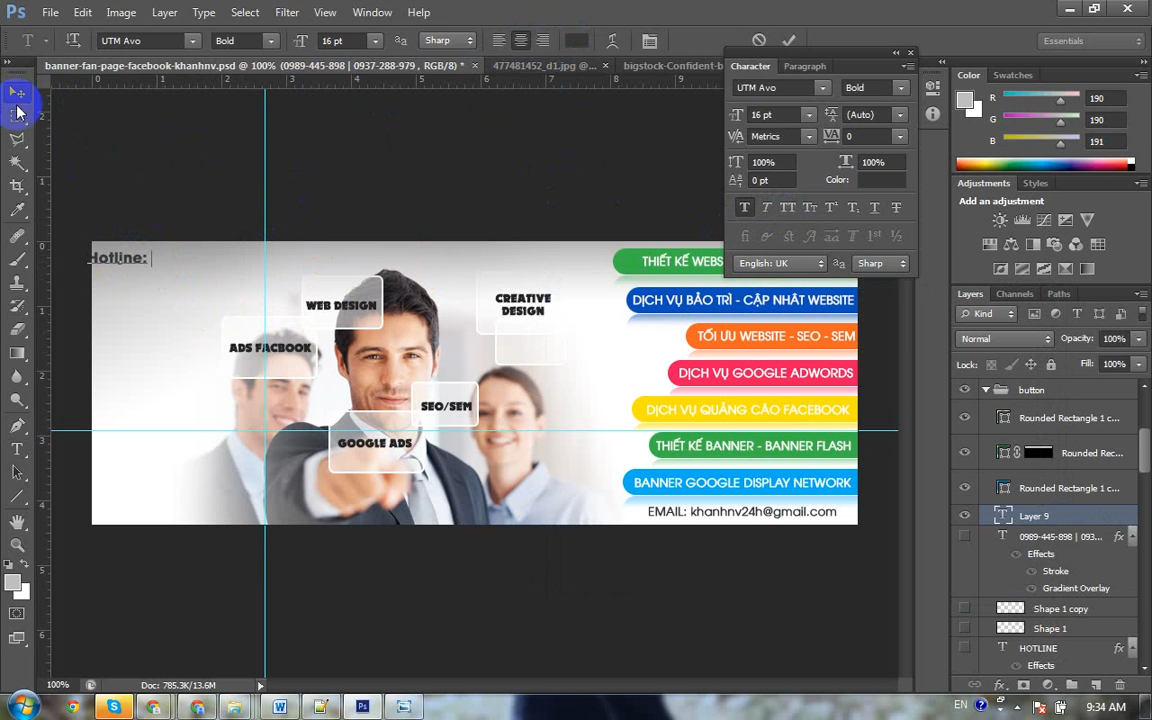 Ps File Edit Image Layer Type Select Filter View Window Help
T UTM Avo Bold 16 pt Sharp Essentials
banner-fan-page-facebook-khanhnv.psd @ 100% (0989-445-898 | 0937-288-979 , RGB/8) * × 477481452_d1.jpg @... × bigstock-Confident-b
Character Paragraph
UTM Avo Bold
16 pt (Auto)
Metrics 0
100% 100%
0 pt Color:
English: UK Sharp
Color Swatches
R 190
G 190
B 191
Adjustments Styles
Add an adjustment
Layers Channels Paths
Kind
Normal Opacity: 100%
Lock: Fill: 100%
button
Rounded Rectangle 1 c...
Rounded Rec...
Rounded Rectangle 1 c...
Layer 9
0989-445-898 | 093... fx
Effects
Stroke
Gradient Overlay
Shape 1 copy
Shape 1
HOTLINE fx
Effects
Hotline:
WEB DESIGN
CREATIVE
DESIGN
ADS FACBOOK
SEO/SEM
GOOGLE ADS
THIẾT KẾ WEBS
DỊCH VỤ BẢO TRÌ - CẬP NHẬT WEBSITE
TỐI ƯU WEBSITE - SEO - SEM
DỊCH VỤ GOOGLE ADWORDS
DỊCH VỤ QUẢNG CÁO FACEBOOK
THIẾT KẾ BANNER - BANNER FLASH
BANNER GOOGLE DISPLAY NETWORK
EMAIL: khanhnv24h@gmail.com
100% Doc: 785.3K/13.6M
EN 9:34 AM